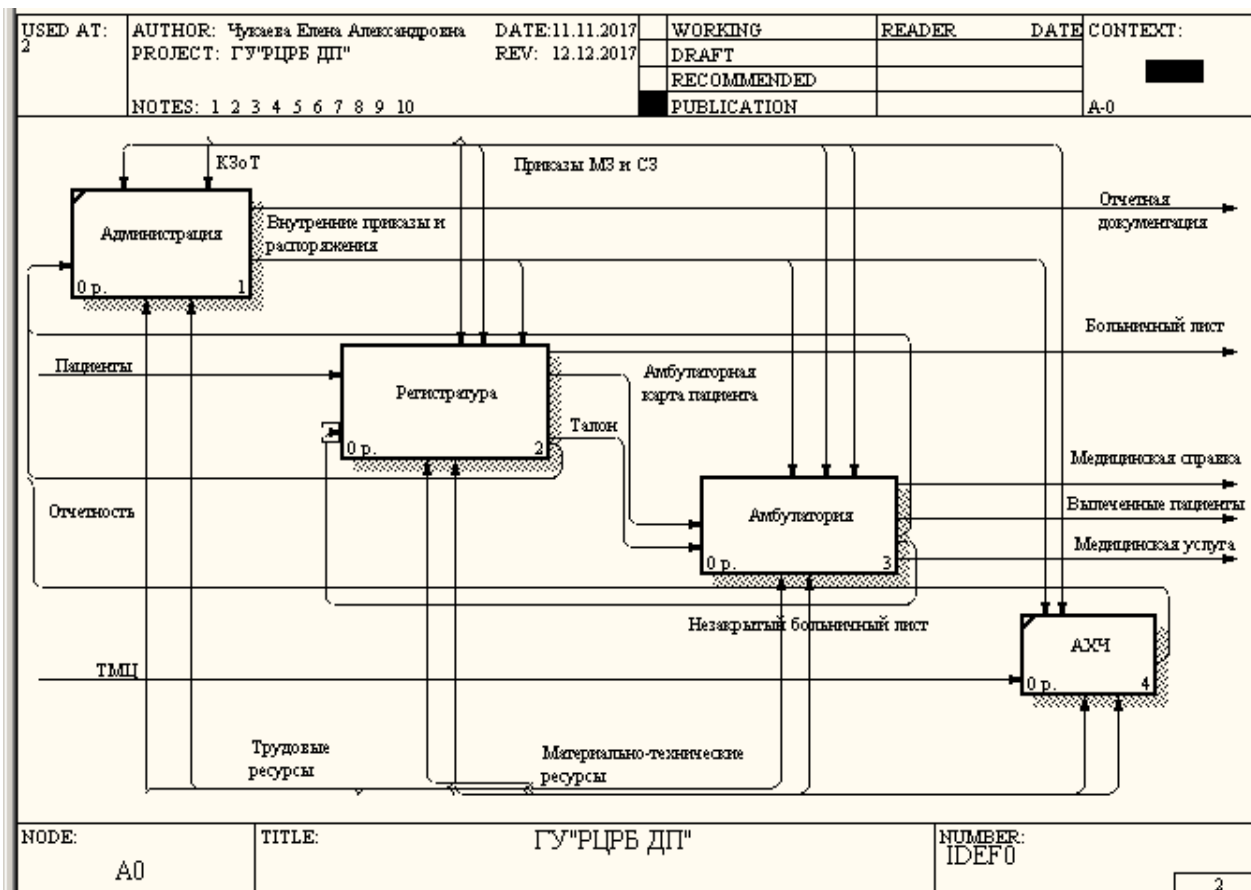 USED AT:
2
AUTHOR: Чукаева Елена Александровна
DATE:11.11.2017
PROJECT: ГУ"РЦРБ ДП"
REV: 12.12.2017
NOTES: 1 2 3 4 5 6 7 8 9 10
WORKING
DRAFT
RECOMMENDED
PUBLICATION
READER
DATE
CONTEXT:
A-0
КЗоТ
Приказы МЗ и СЗ
Администрация
0 р.
1
Внутренние приказы и
распоряжения
Отчетная
документация
Больничный лист
Пациенты
Регистратура
0 р.
2
Амбулаторная
карта пациента
Талон
Медицинская справка
Вылеченные пациенты
Медицинская услуга
Отчетность
Амбулатория
0 р.
3
Незакрытый больничный лист
АХЧ
0 р.
4
ТМЦ
Трудовые
ресурсы
Материально-технические
ресурсы
NODE:
A0
TITLE:
ГУ"РЦРБ ДП"
NUMBER:
IDEF0
2